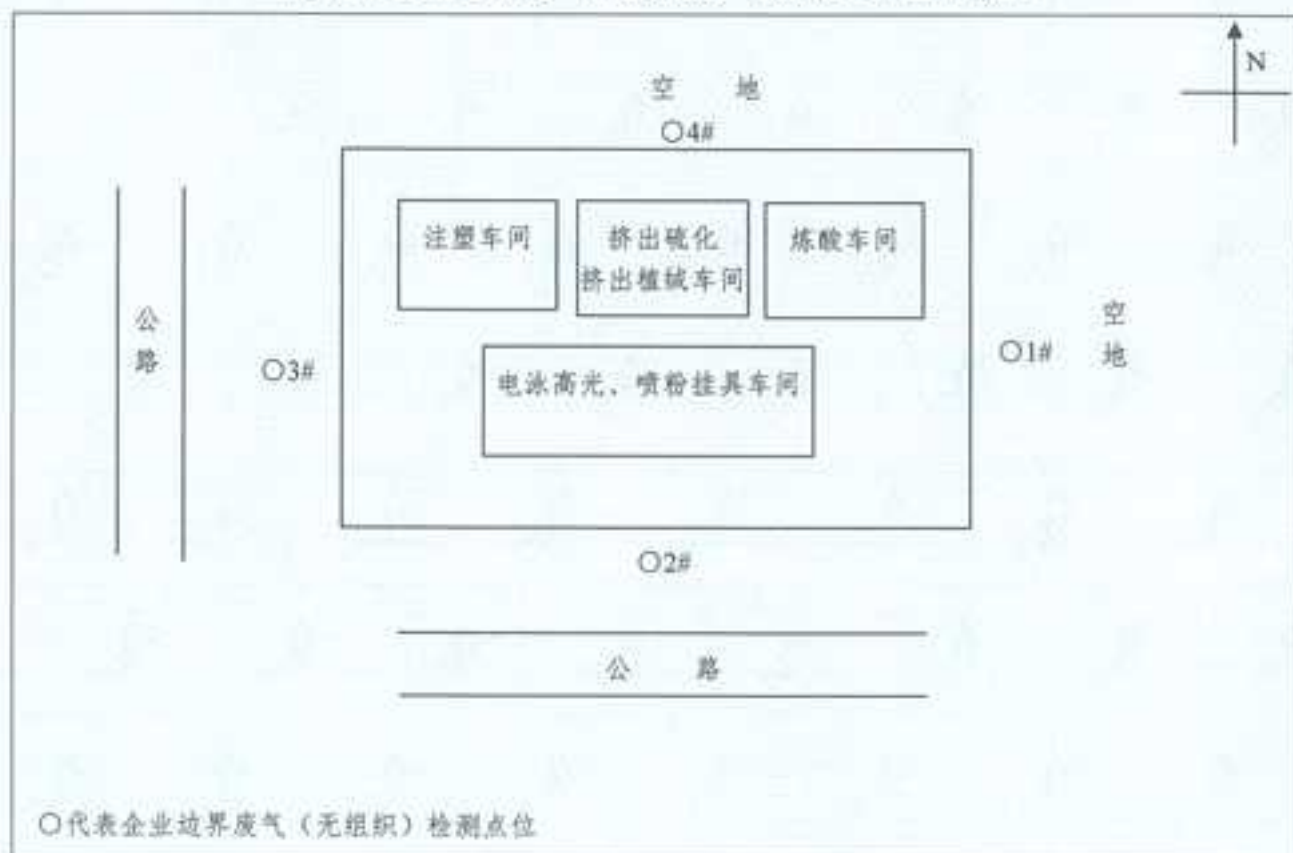 N
空 地
○4#
注塑车间
挤出硫化
挤出植绒车间
炼酸车间
公
路
○3#
○1#
空
地
电泳高光、喷粉挂具车间
○2#
公 路
○代表企业边界废气（无组织）检测点位